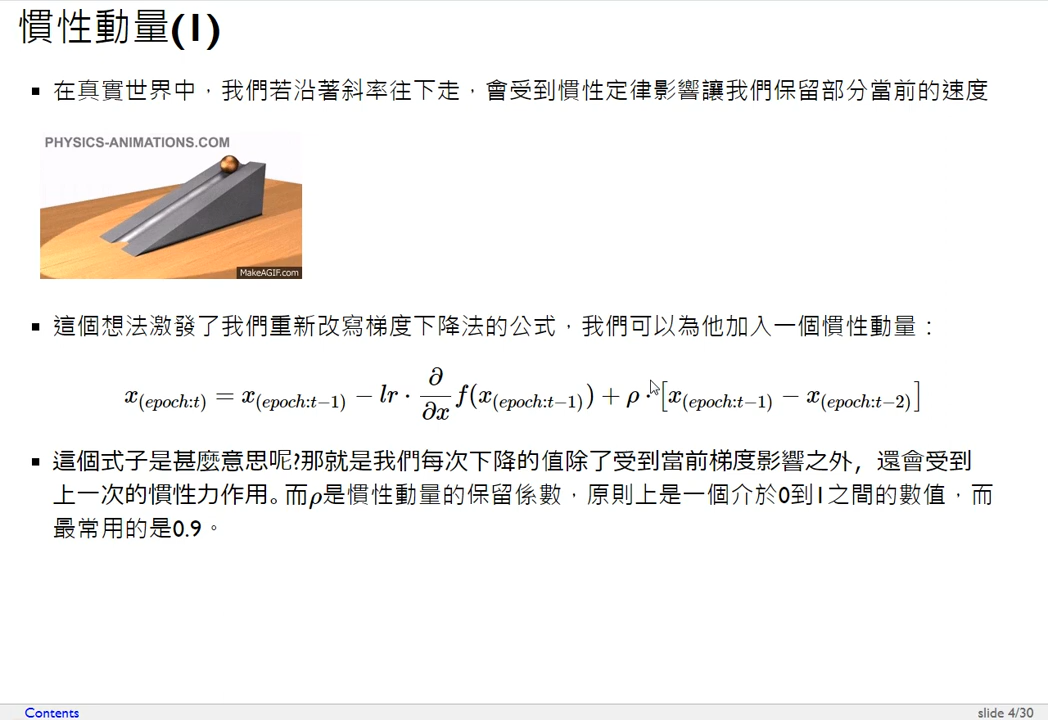 慣性動量(1)
▪ 在真實世界中，我們若沿著斜率往下走，會受到慣性定律影響讓我們保留部分當前的速度
PHYSICS-ANIMATIONS.COM
MakeAGIF.com
▪ 這個想法激發了我們重新改寫梯度下降法的公式，我們可以為他加入一個慣性動量：
x_{(epoch:t)} = x_{(epoch:t−1)} − lr · ∂/∂x f(x_{(epoch:t−1)}) + ρ · [x_{(epoch:t−1)} − x_{(epoch:t−2)}]
▪ 這個式子是甚麼意思呢?那就是我們每次下降的值除了受到當前梯度影響之外，還會受到
上一次的慣性力作用。而ρ是慣性動量的保留係數，原則上是一個介於0到1之間的數值，而
最常用的是0.9。
Contents
slide 4/30